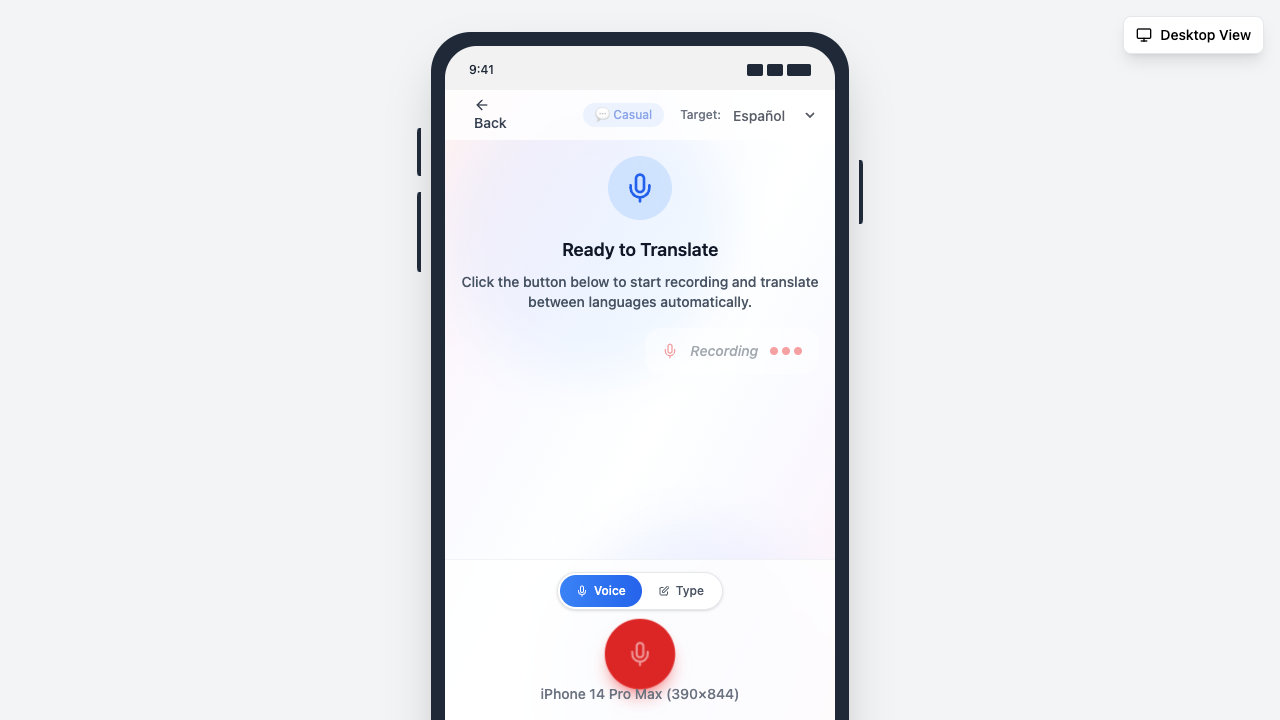 Desktop View
9:41
Back
Casual
Target:
Español
Ready to Translate
Click the button below to start recording and translate
between languages automatically.
Recording
Voice
Type
iPhone 14 Pro Max (390×844)